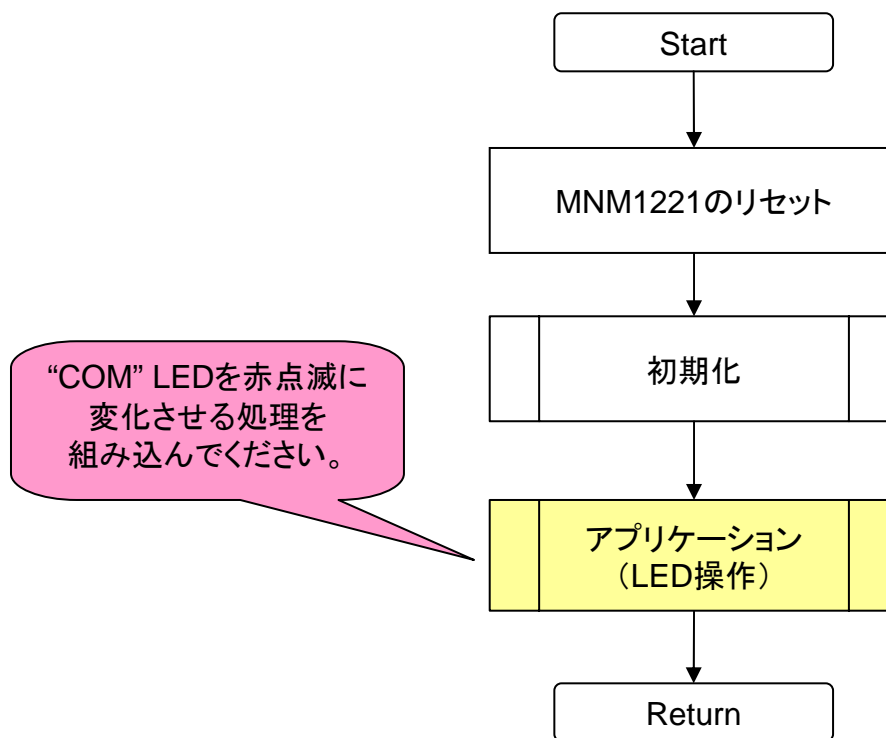 Start
MNM1221のリセット
初期化
“COM” LEDを赤点滅に
変化させる処理を
組み込んでください。
アプリケーション
（LED操作）
Return